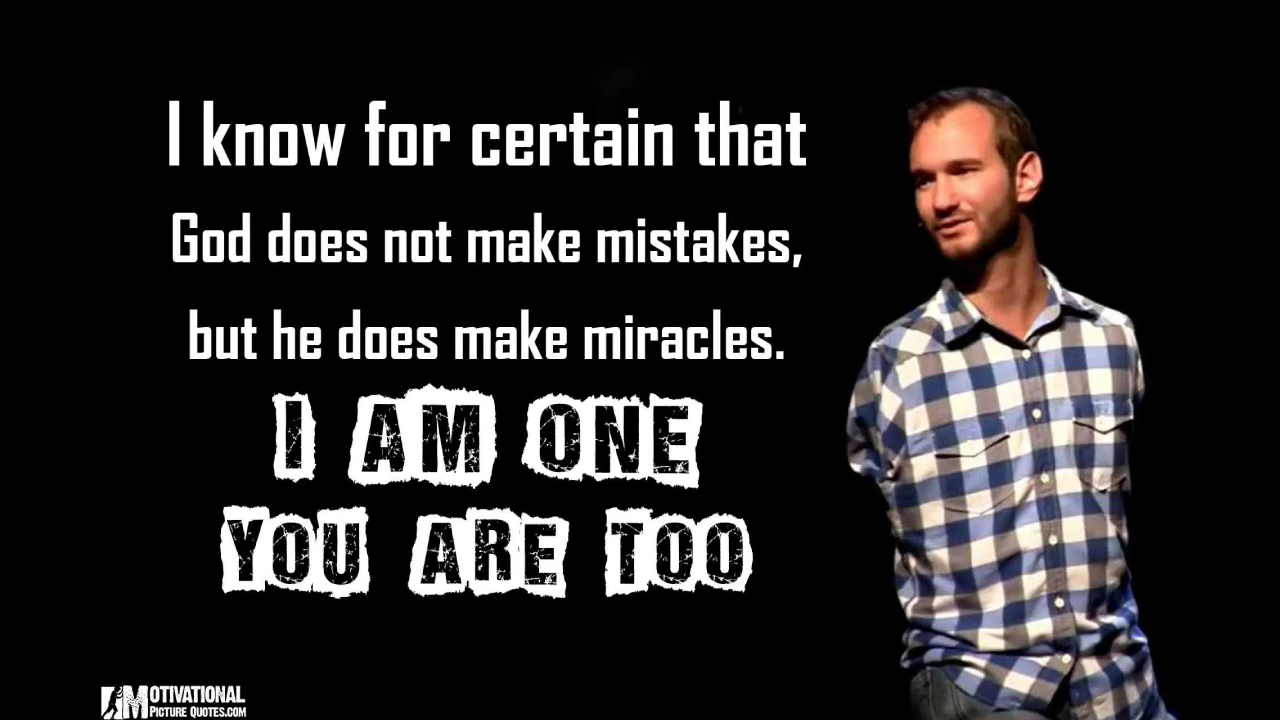 I know for certain that
God does not make mistakes,
but he does make miracles.
I AM ONE
YOU ARE TOO
MOTIVATIONAL
PICTURE QUOTES.COM